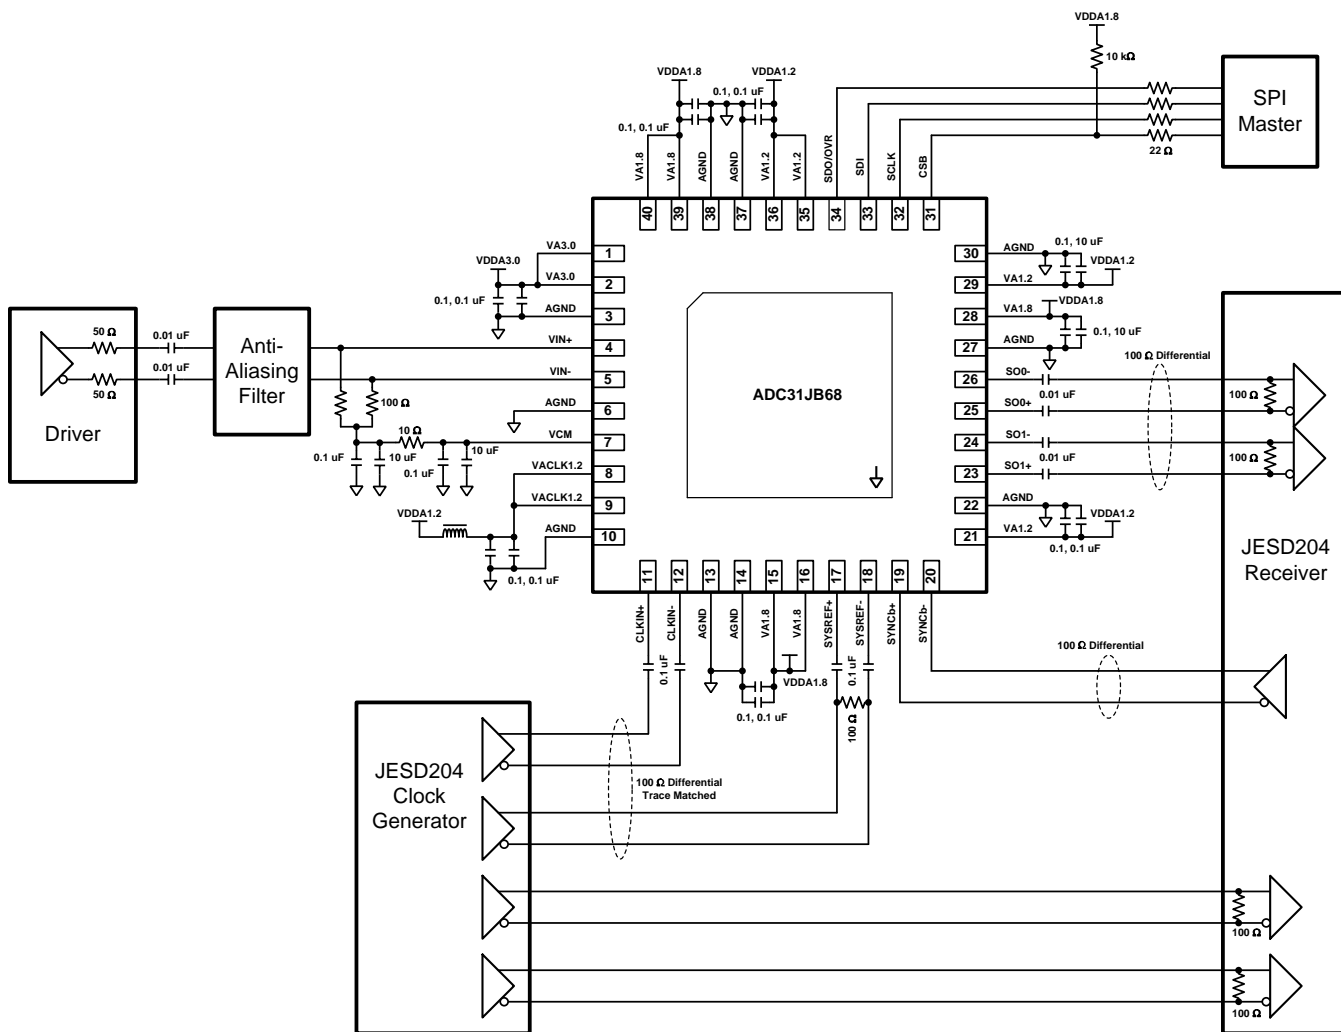 VDDA1.8
10 kΩ
SPI
Master
22 Ω
VDDA1.8
VDDA1.2
0.1, 0.1 uF
0.1, 0.1 uF
VA1.8
VA1.8
AGND
AGND
VA1.2
VA1.2
SDO/OVR
SDI
SCLK
CSB
40
39
38
37
36
35
34
33
32
31
VDDA3.0
0.1, 0.1 uF
VA3.0
1
VA3.0
2
AGND
3
VIN+
4
VIN-
5
AGND
6
VCM
7
VACLK1.2
8
VACLK1.2
9
AGND
10
Driver
50 Ω
50 Ω
0.01 uF
0.01 uF
Anti-
Aliasing
Filter
100 Ω
10Ω
0.1 uF
10 uF
0.1 uF
10 uF
VDDA1.2
0.1, 0.1 uF
ADC31JB68
30
AGND
0.1, 10 uF
VDDA1.2
29
VA1.2
28
VA1.8
VDDA1.8
0.1, 10 uF
27
AGND
26
SO0-
0.01 uF
25
SO0+
24
SO1-
0.01 uF
23
SO1+
22
AGND
VDDA1.2
21
VA1.2
0.1, 0.1 uF
100 Ω Differential
100 Ω
100 Ω
JESD204
Receiver
11
12
13
14
15
16
17
18
19
20
CLKIN+
CLKIN-
AGND
AGND
VA1.8
VA1.8
SYSREF+
SYSREF-
SYNCb+
SYNCb-
0.1 uF
VDDA1.8
0.1, 0.1 uF
0.1 uF
100 Ω
100 Ω Differential
JESD204
Clock
Generator
100 Ω Differential
Trace Matched
100 Ω
100 Ω